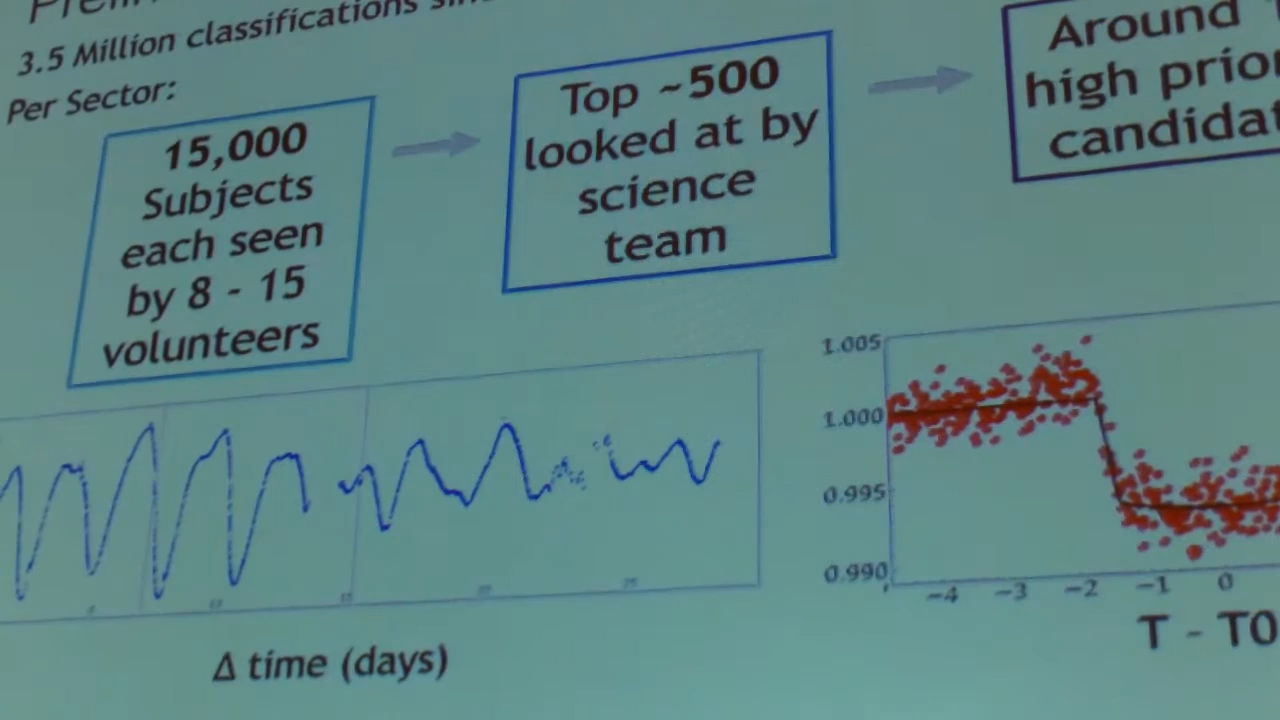 3.5 Million classifications
Per Sector:
15,000
Subjects
each seen
by 8 - 15
volunteers
Top ~500
looked at by
science
team
Around
high
1.005
1.000
0.995
0.990
-4 -3 -2 -1 0
Δ time (days)
T - T0